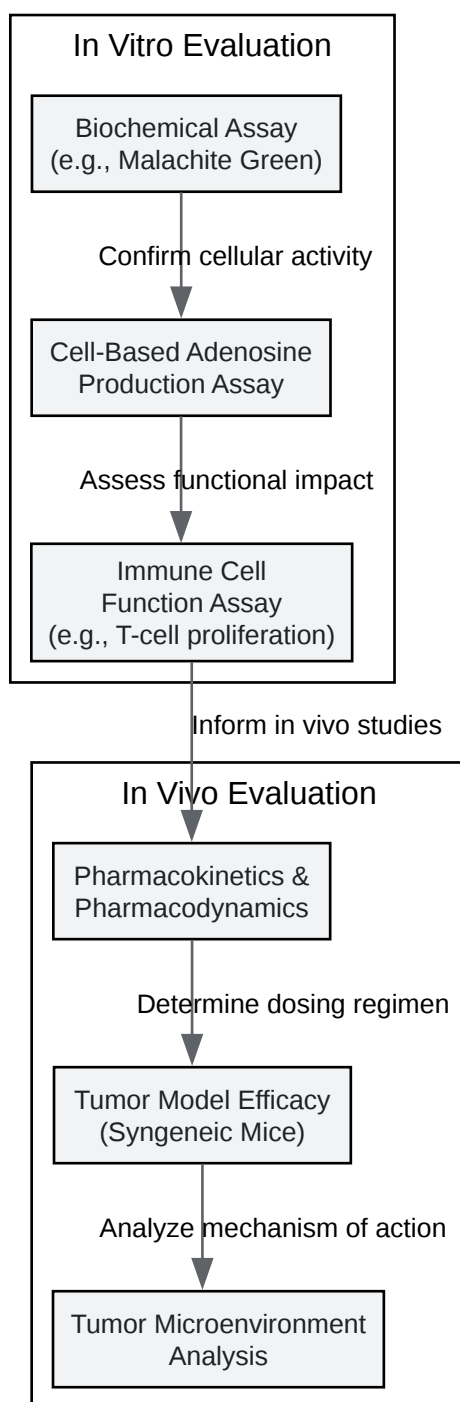 In Vitro Evaluation
Biochemical Assay
(e.g., Malachite Green)
Confirm cellular activity
Cell-Based Adenosine
Production Assay
Assess functional impact
Immune Cell
Function Assay
(e.g., T-cell proliferation)
Inform in vivo studies
In Vivo Evaluation
Pharmacokinetics &
Pharmacodynamics
Determine dosing regimen
Tumor Model Efficacy
(Syngeneic Mice)
Analyze mechanism of action
Tumor Microenvironment
Analysis